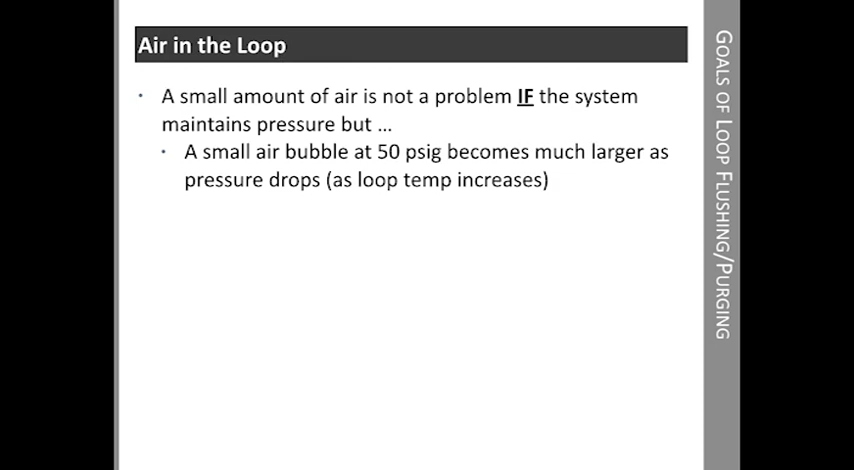 Air in the Loop
· A small amount of air is not a problem IF the system
maintains pressure but ...
· A small air bubble at 50 psig becomes much larger as
pressure drops (as loop temp increases)
GOALS OF LOOP FLUSHING/PURGING